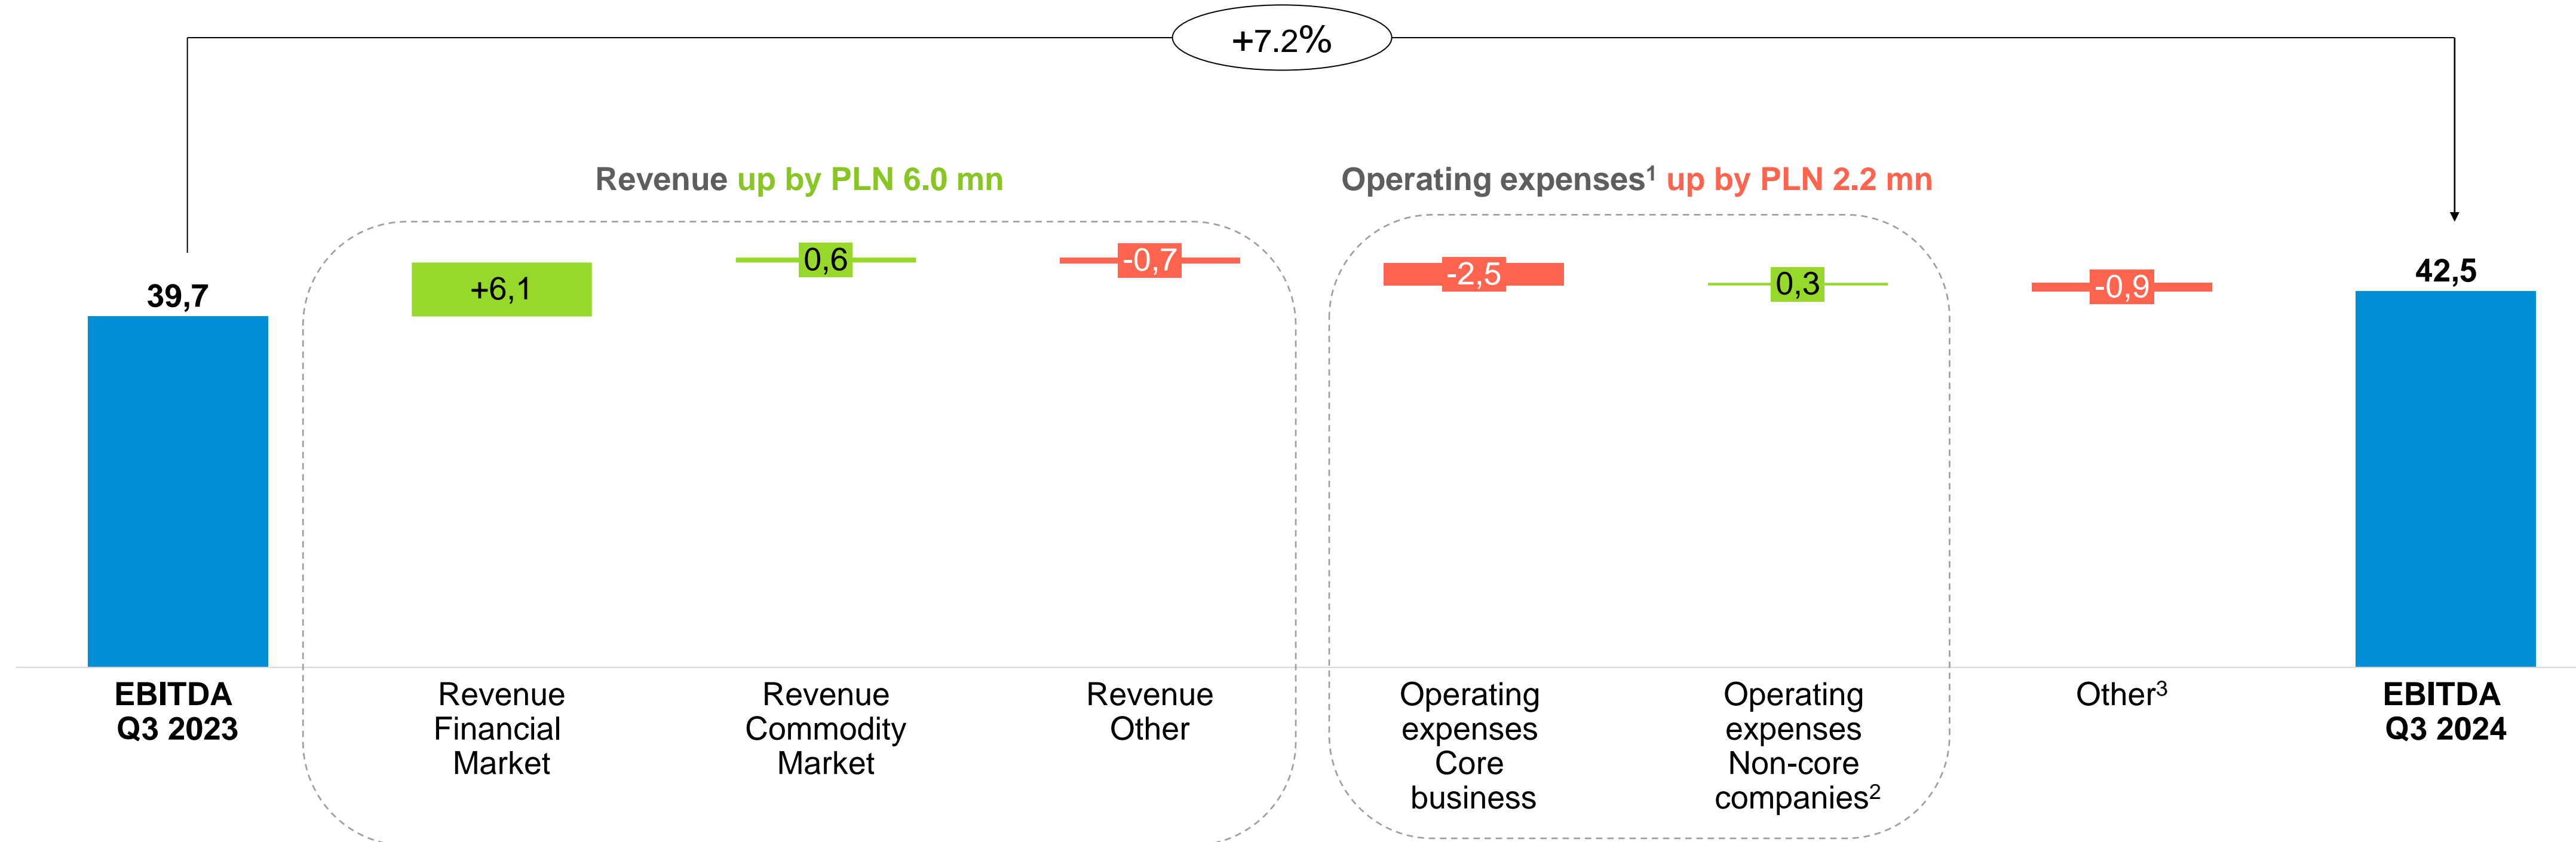 +7.2%
Revenue up by PLN 6.0 mn
Operating expenses¹ up by PLN 2.2 mn
39,7
+6,1
0,6
-0,7
-2,5
0,3
-0,9
42,5
EBITDA
Q3 2023
Revenue
Financial
Market
Revenue
Commodity
Market
Revenue
Other
Operating
expenses
Core
business
Operating
expenses
Non-core
companies²
Other³
EBITDA
Q3 2024